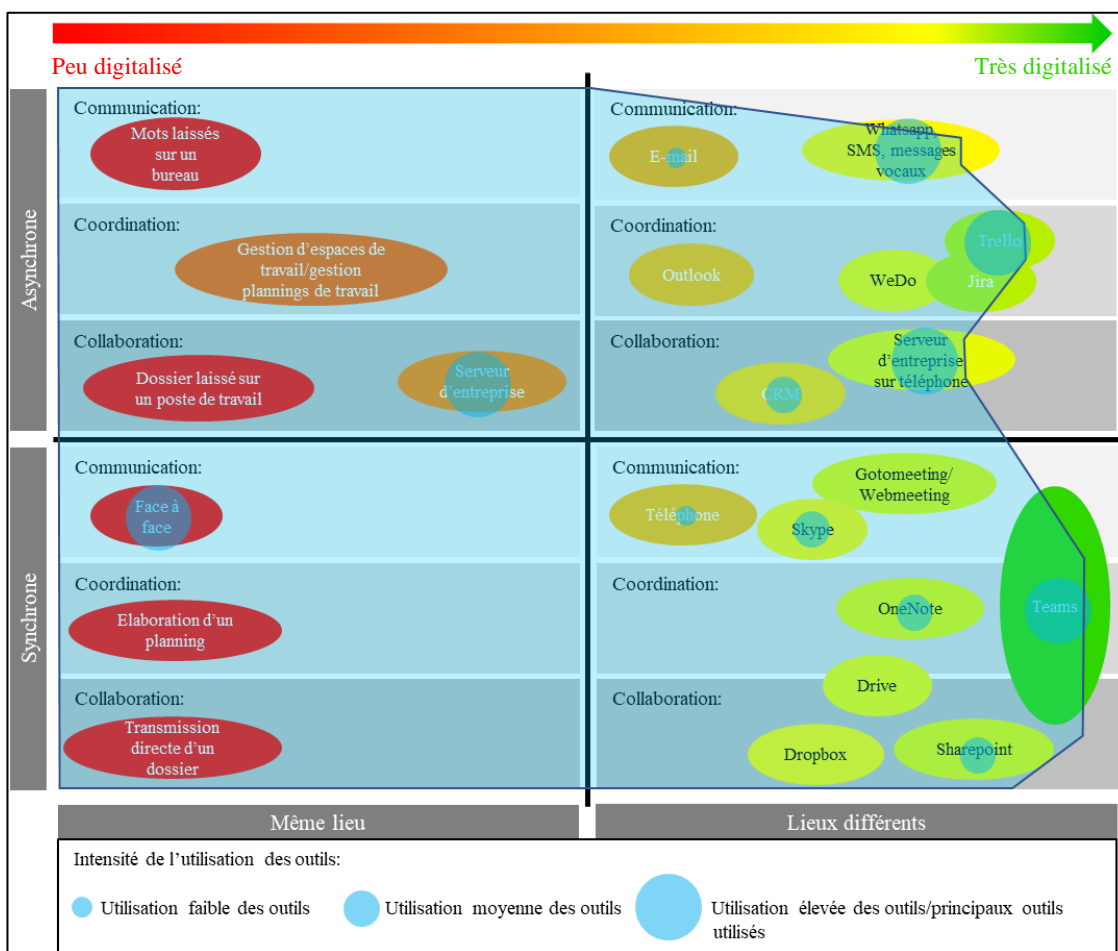 Peu digitalisé
Très digitalisé
Asynchrone
Communication:
Mots laissés
sur un
bureau
Communication:
E-mail
Whatsapp,
SMS, messages
vocaux
Coordination:
Gestion d'espaces de
travail/gestion
plannings de travail
Coordination:
Outlook
WeDo
Trello
Jira
Collaboration:
Dossier laissé sur
un poste de travail
Serveur
d'entreprise
Collaboration:
CRM
Serveur
d'entreprise
sur téléphone
Synchrone
Communication:
Face à
face
Communication:
Téléphone
Skype
Gotomeeting/
Webmeeting
Coordination:
Elaboration d'un
planning
Coordination:
OneNote
Teams
Collaboration:
Transmission
directe d'un
dossier
Collaboration:
Drive
Dropbox
Sharepoint
Même lieu
Lieux différents
Intensité de l'utilisation des outils:
Utilisation faible des outils
Utilisation moyenne des outils
Utilisation élevée des outils/principaux outils
utilisés